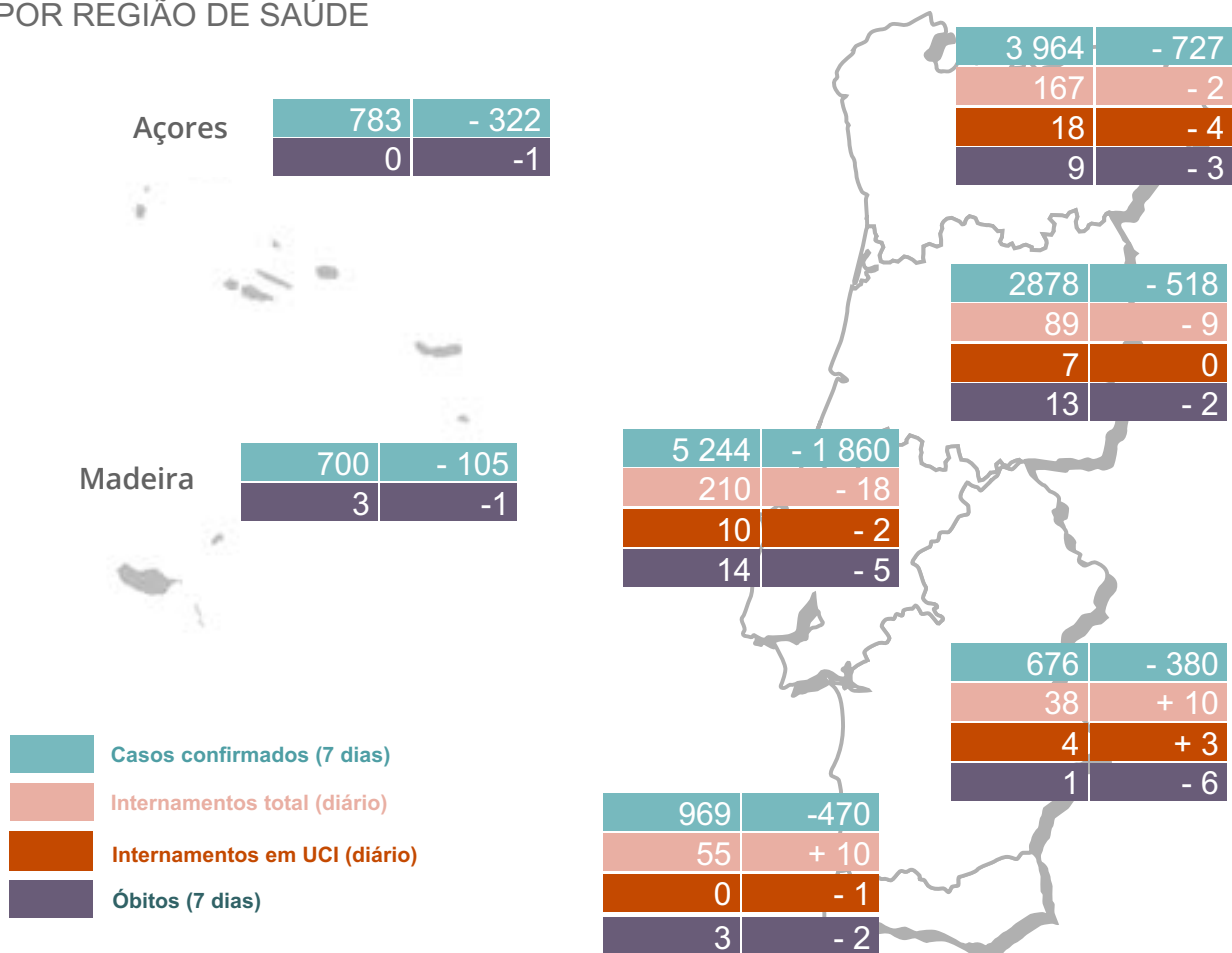 POR REGIÃO DE SAÚDE
Açores
783 - 322
0 -1
Madeira
700 - 105
3 -1
3 964 - 727
167 - 2
18 - 4
9 - 3
2878 - 518
89 - 9
7 0
13 - 2
5 244 - 1 860
210 - 18
10 - 2
14 - 5
676 - 380
38 + 10
4 + 3
1 - 6
969 -470
55 + 10
0 - 1
3 - 2
Casos confirmados (7 dias)
Internamentos total (diário)
Internamentos em UCI (diário)
Óbitos (7 dias)